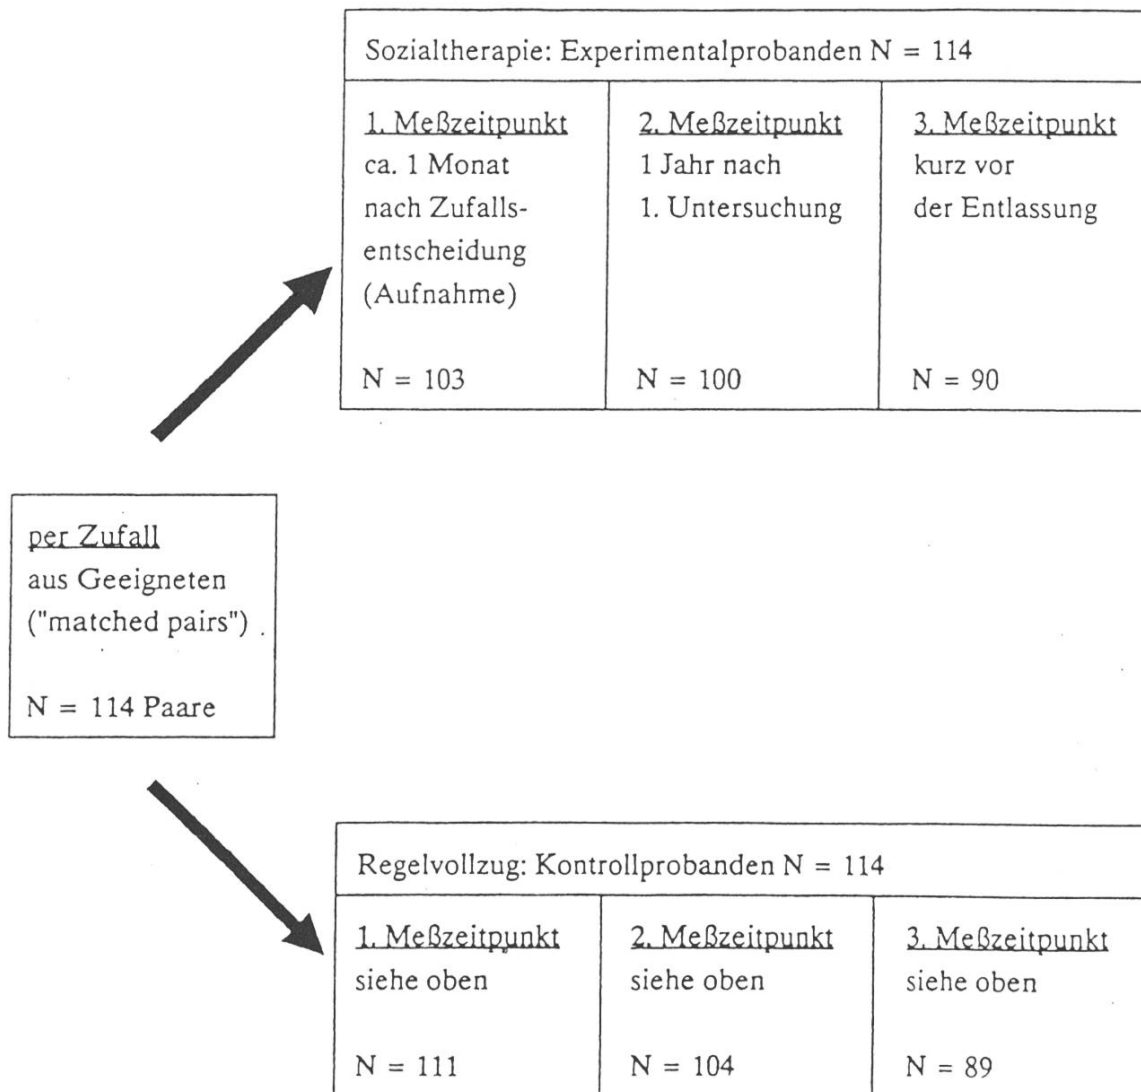 Sozialtherapie: Experimentalprobanden N = 114
1. Meßzeitpunkt
ca. 1 Monat
nach Zufalls-
entscheidung
(Aufnahme)
N = 103
2. Meßzeitpunkt
1 Jahr nach
1. Untersuchung
N = 100
3. Meßzeitpunkt
kurz vor
der Entlassung
N = 90
per Zufall
aus Geeigneten
("matched pairs")
N = 114 Paare
Regelvollzug: Kontrollprobanden N = 114
1. Meßzeitpunkt
siehe oben
N = 111
2. Meßzeitpunkt
siehe oben
N = 104
3. Meßzeitpunkt
siehe oben
N = 89